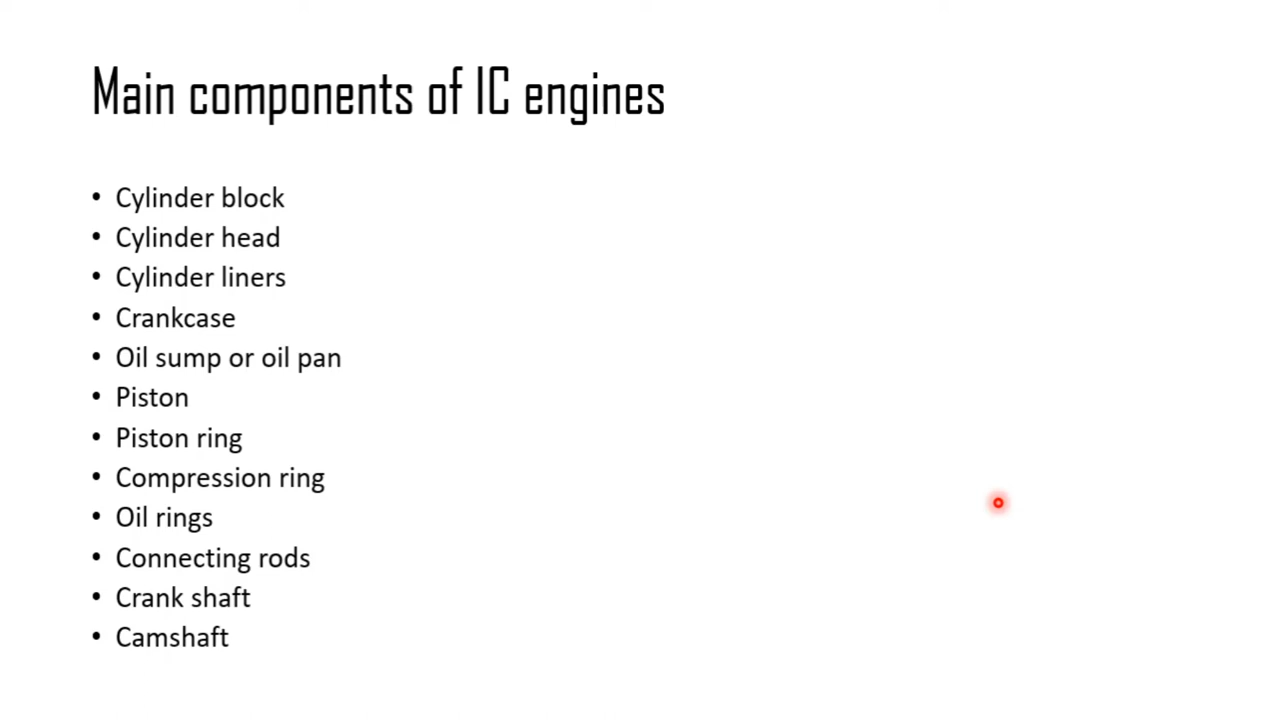 Main components of IC engines
• Cylinder block
• Cylinder head
• Cylinder liners
• Crankcase
• Oil sump or oil pan
• Piston
• Piston ring
• Compression ring
• Oil rings
• Connecting rods
• Crank shaft
• Camshaft